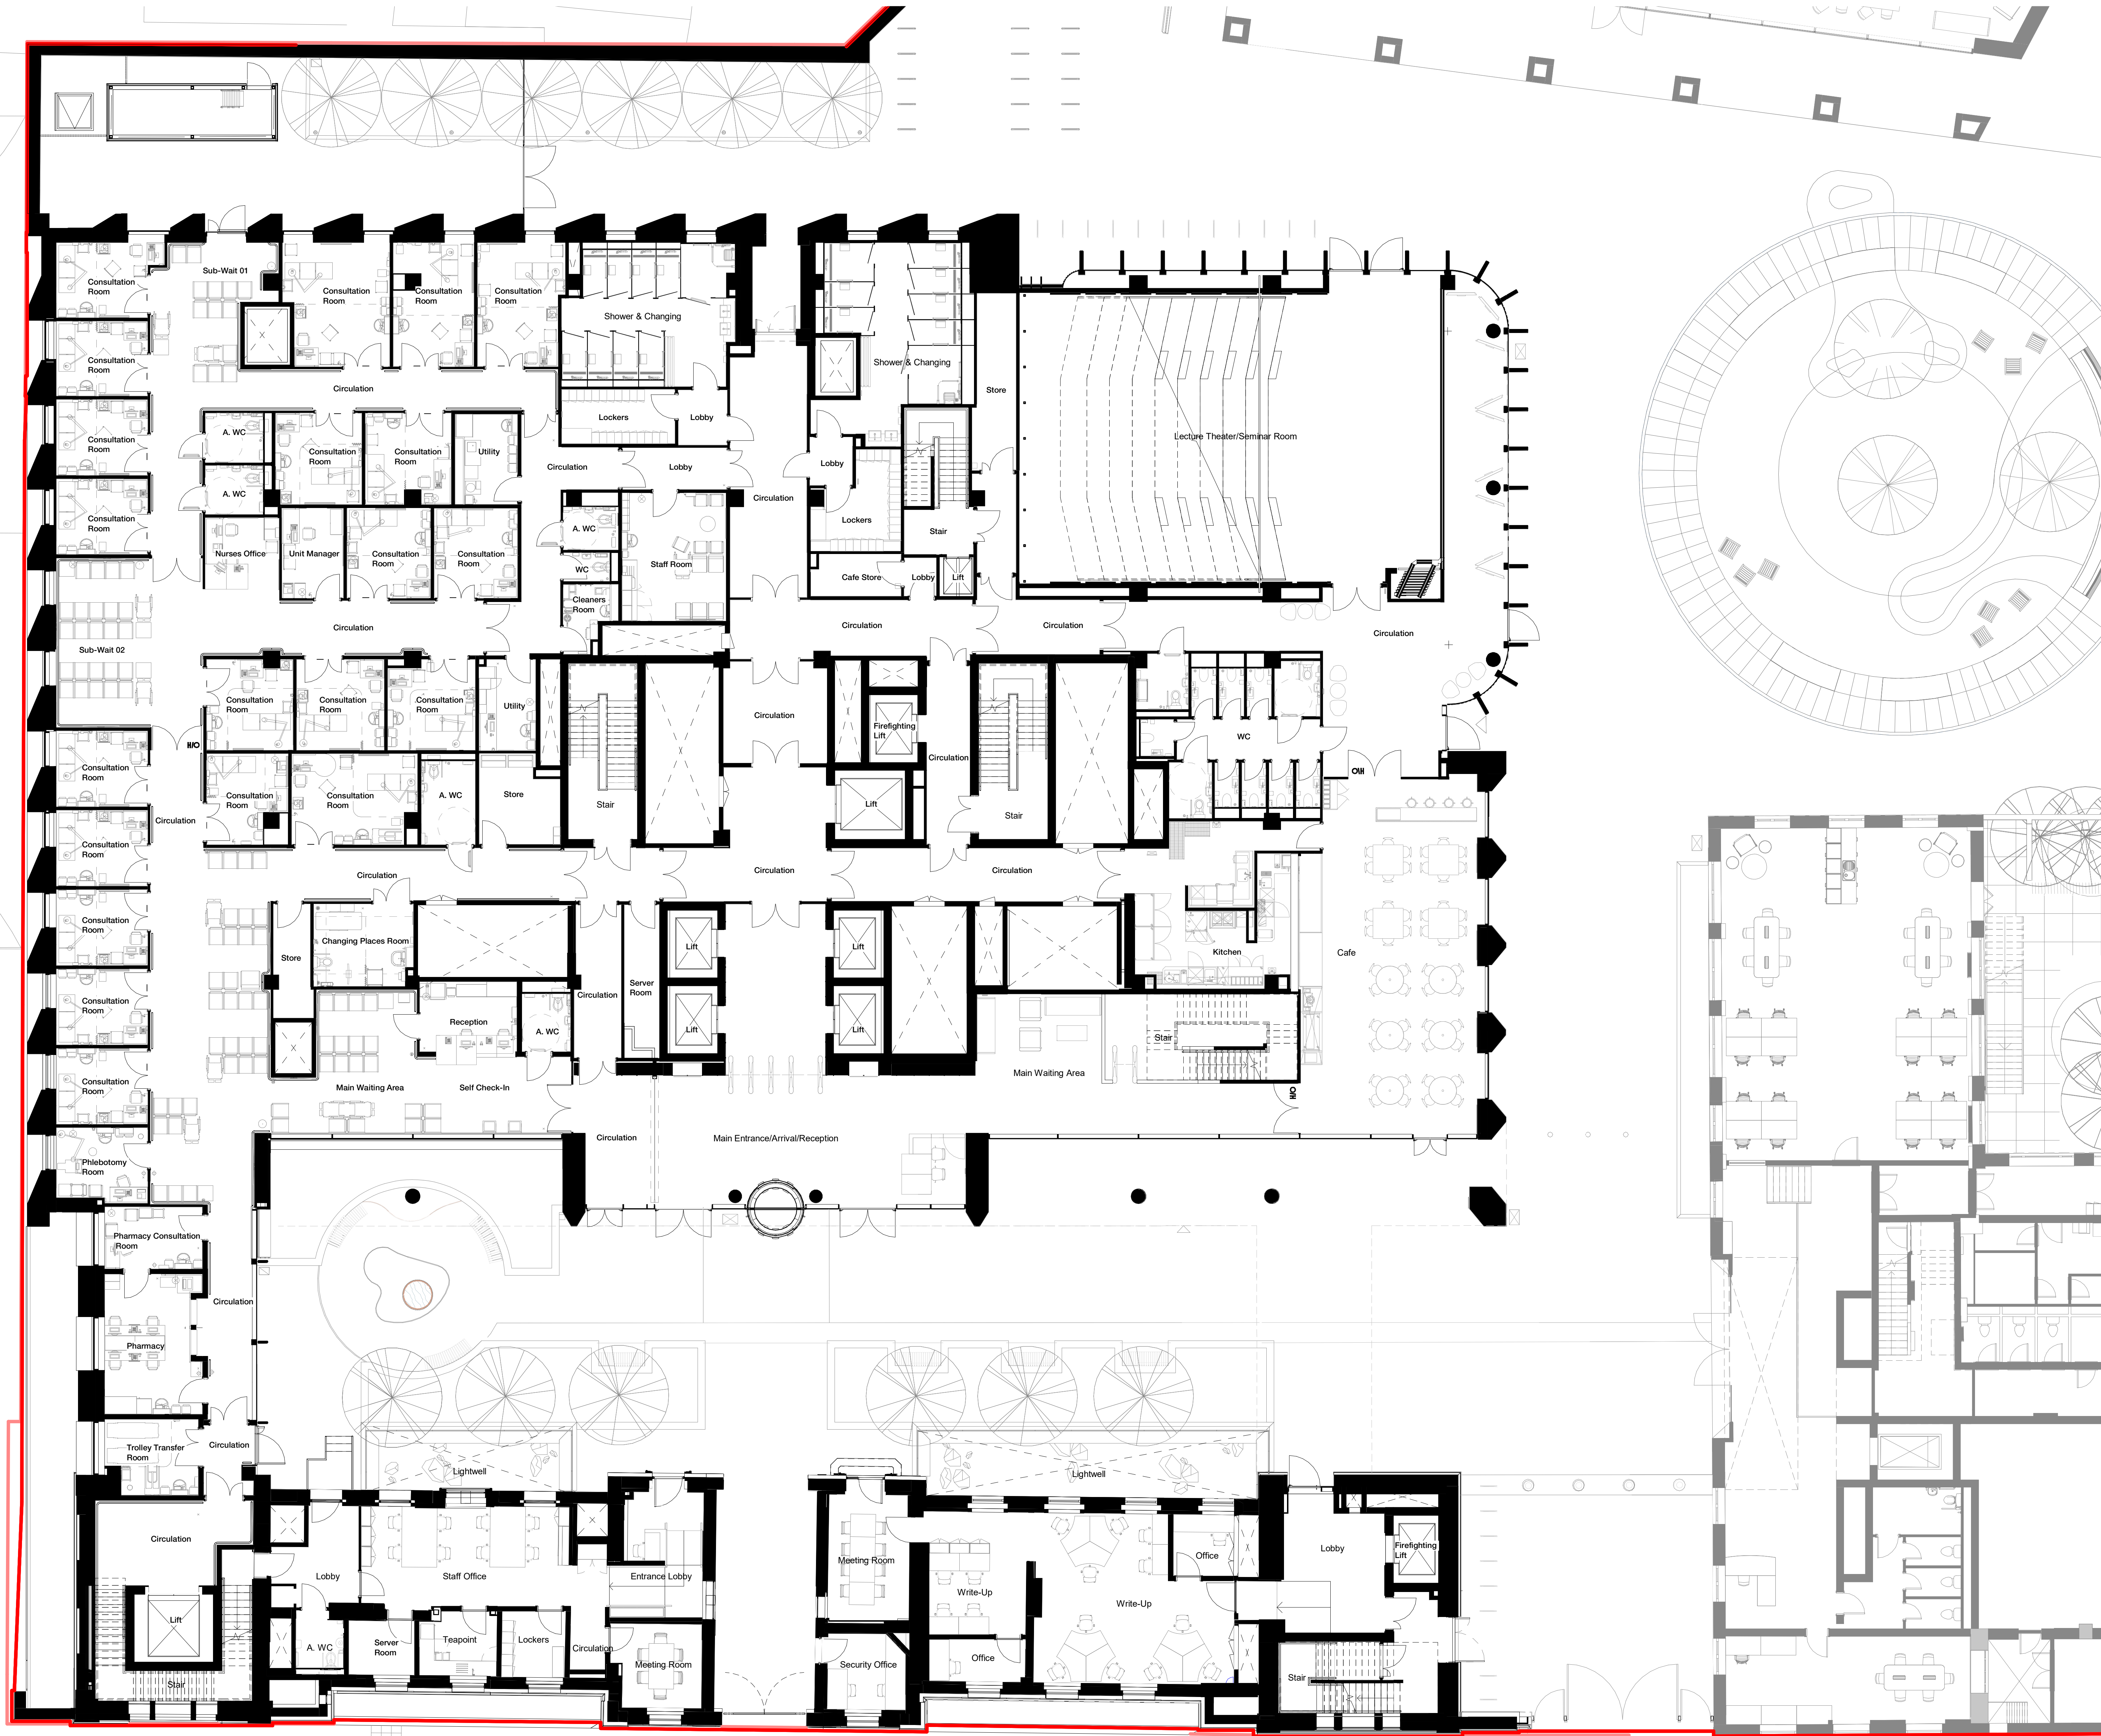 Sub-Wait 01
Consultation
Room
Consultation
Room
Consultation
Room
Consultation
Room
Shower & Changing
Consultation
Room
Shower & Changing
Circulation
Store
Lockers
Lobby
A. WC
Consultation
Room
Lecture Theater/Seminar Room
Consultation
Room
Consultation
Room
Utility
Circulation
Lobby
Lobby
A. WC
Circulation
Consultation
Room
Lockers
A. WC
Stair
Nurses Office
Unit Manager
Consultation
Room
Consultation
Room
Staff Room
WC
Cafe Store
Lobby
Lift
Cleaners
Room
Circulation
Circulation
Circulation
Circulation
Sub-Wait 02
Consultation
Room
Consultation
Room
Consultation
Room
Utility
Circulation
Firefighting
Lift
WC
Circulation
Consultation
Room
Consultation
Room
Consultation
Room
A. WC
Store
Stair
Lift
Stair
Circulation
Consultation
Room
Circulation
Circulation
Circulation
Consultation
Room
Changing Places Room
Lift
Lift
Kitchen
Cafe
Store
Server
Room
Circulation
Consultation
Room
Reception
A. WC
Lift
Lift
Stair
Main Waiting Area
Consultation
Room
Main Waiting Area
Self Check-In
Circulation
Main Entrance/Arrival/Reception
Phlebotomy
Room
Pharmacy Consultation
Room
Circulation
Pharmacy
Trolley Transfer
Room
Circulation
Lightwell
Lightwell
Circulation
Lobby
Staff Office
Entrance Lobby
Meeting Room
Write-Up
Write-Up
Office
Lobby
Firefighting
Lift
Lift
A. WC
Server
Room
Teapoint
Lockers
Circulation
Meeting Room
Security Office
Office
Stair
Stair